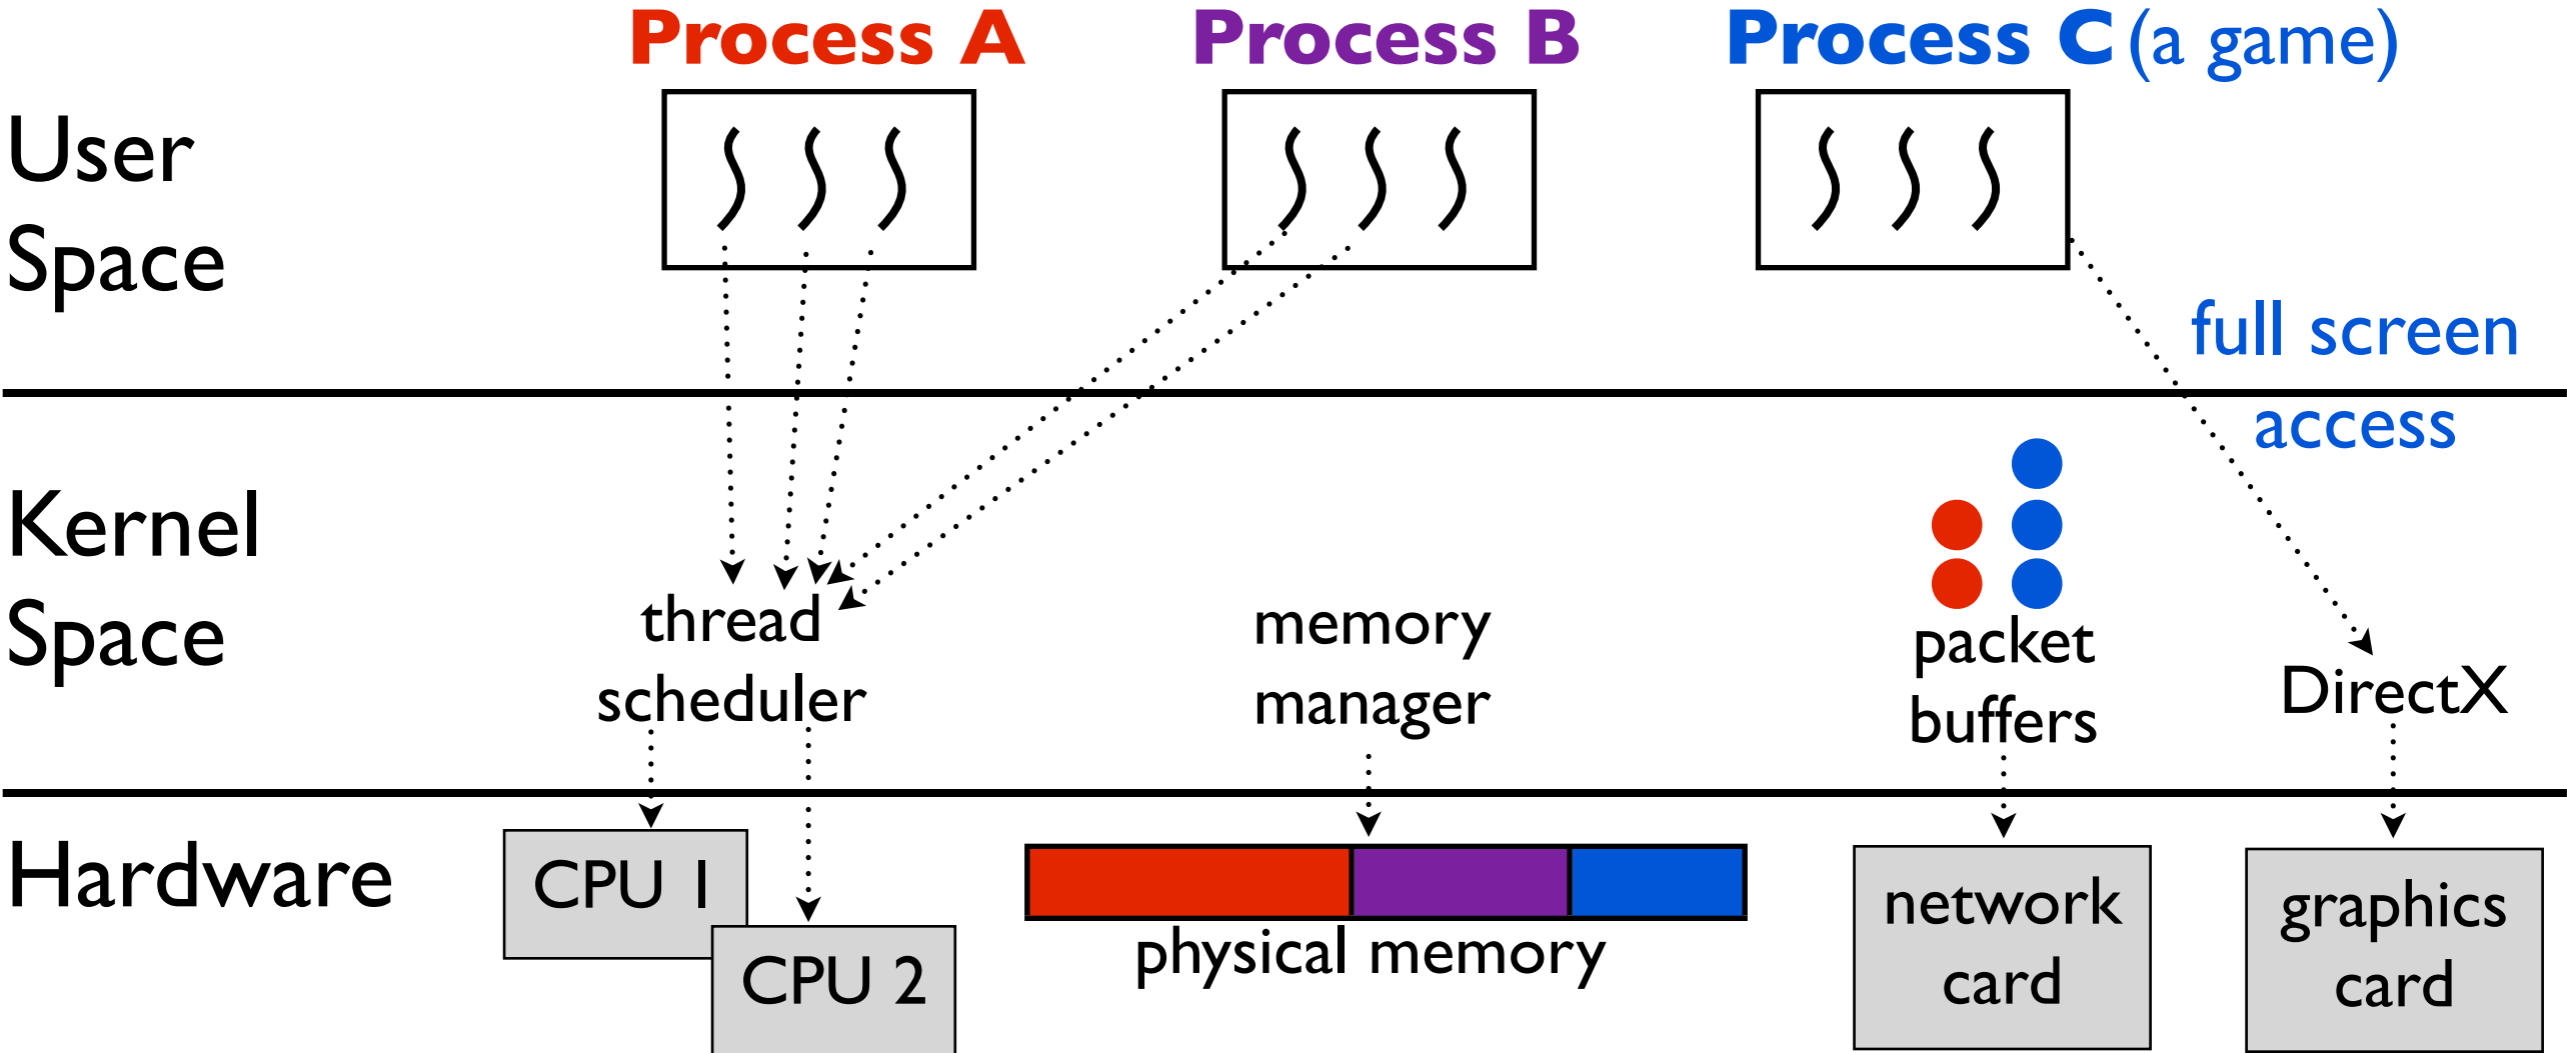 Process A
Process B
Process C (a game)
User
Space
full screen
access
Kernel
Space
thread
scheduler
memory
manager
packet
buffers
DirectX
Hardware
CPU 1
CPU 2
physical memory
network
card
graphics
card